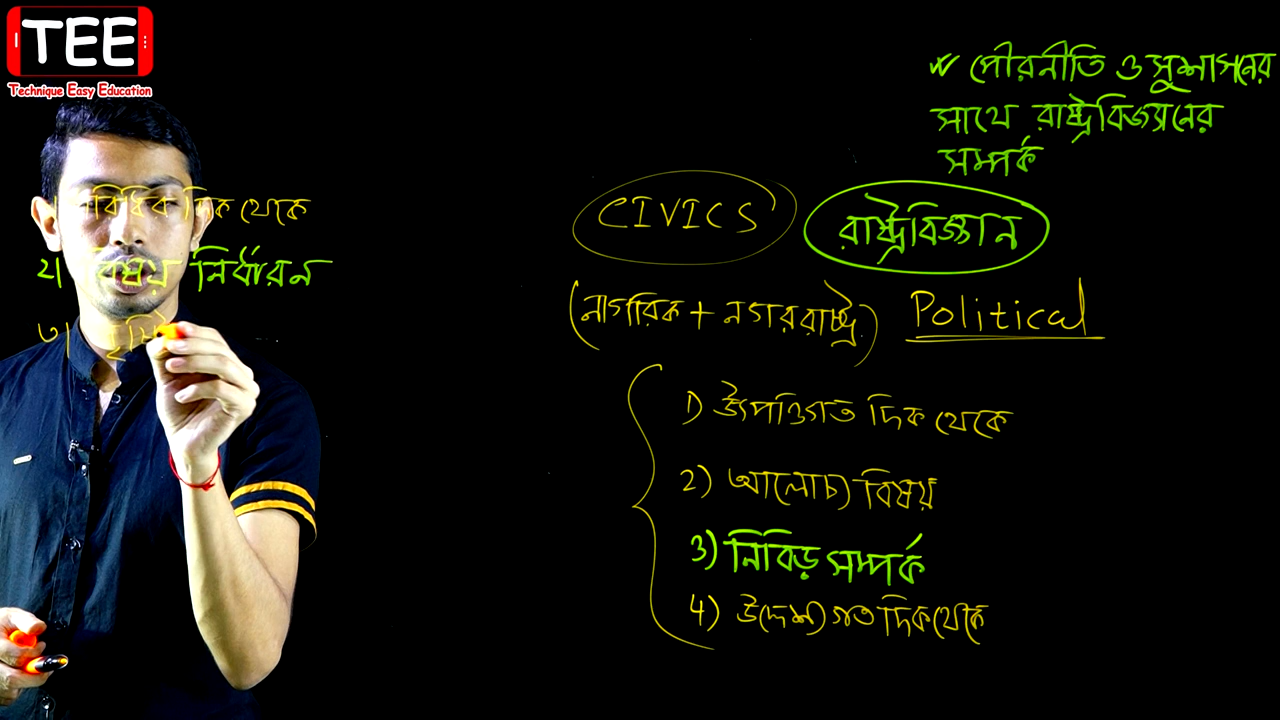 TEE
Technique Easy Education
পৌরনীতি ও সুশাসনের
সাথে রাষ্ট্রবিজ্ঞানের
সম্পর্ক
CIVICS
রাষ্ট্রবিজ্ঞান
(নাগরিক + নগররাষ্ট্র)
Political
1) উৎপত্তিগত দিক থেকে
2) আলোচ্য বিষয়
3) নিবিড় সম্পর্ক
4) উদ্দেশ্যগত দিক থেকে
দিক থেকে
২। বিষয় নির্ধারন
৩।